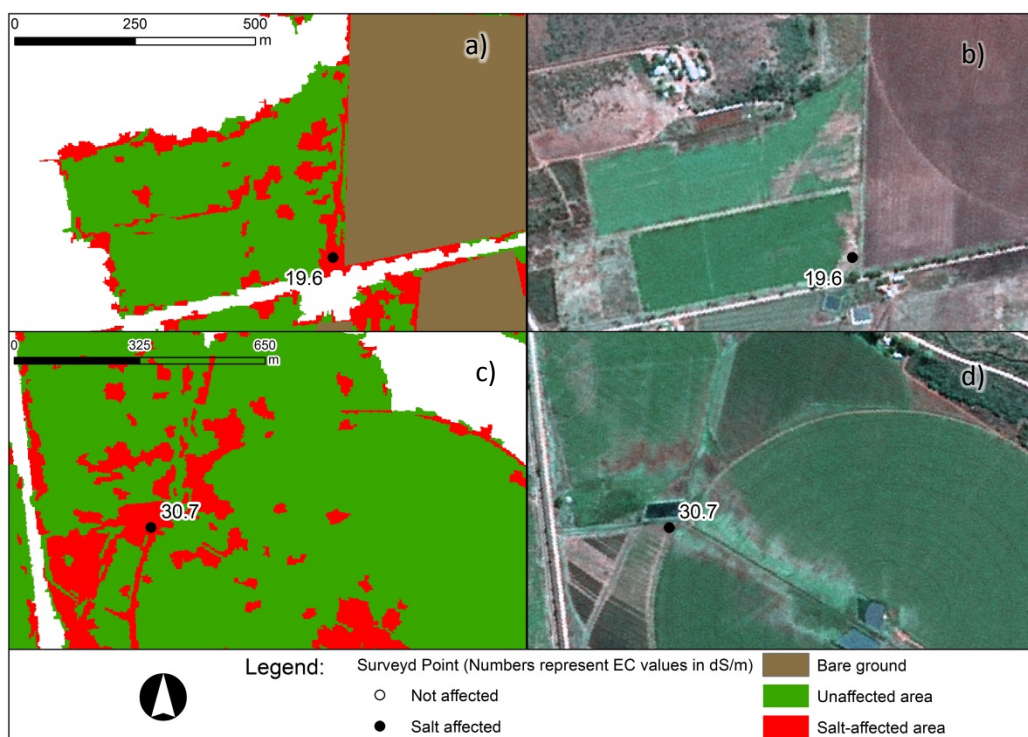 0 250 500
m
a)
b)
19.6
19.6
0 325 650
m
c)
d)
30.7
30.7
Legend:
Surveyd Point (Numbers represent EC values in dS/m)
Not affected
Salt affected
Bare ground
Unaffected area
Salt-affected area